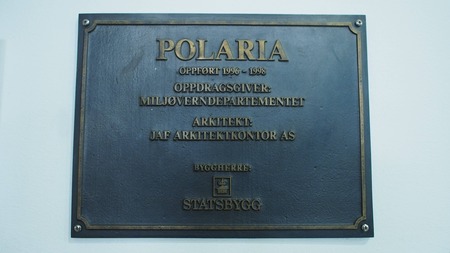 POLARIA
OPPFØRT 1996 - 1998
OPPDRAGSGIVER:
MILJØVERNDEPARTEMENTET
ARKITEKT:
JAF ARKITEKTKONTOR AS
BYGGHERRE:
STATSBYGG